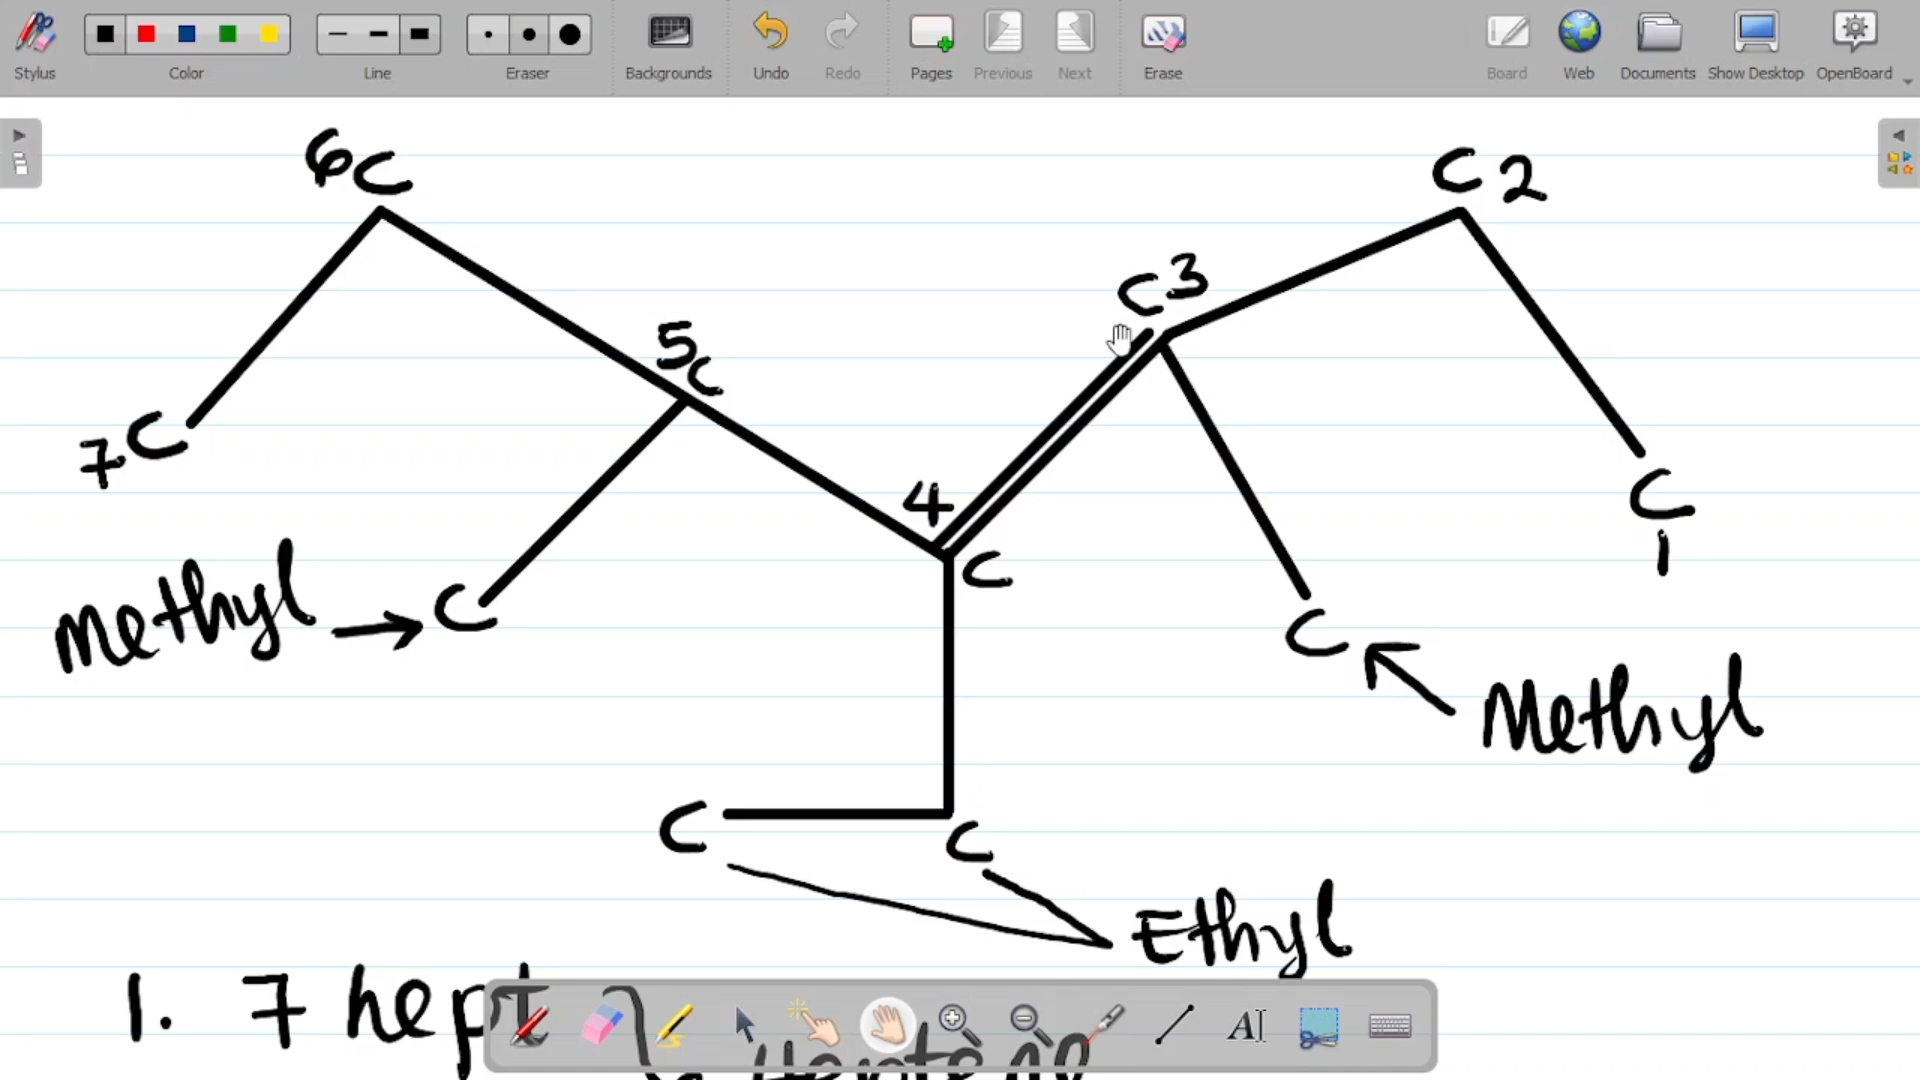 Stylus Color Line Eraser Backgrounds Undo Redo Pages Previous Next Erase Board Web Documents Show Desktop OpenBoard
6C
C 2
C3
5C
7C
4
C
C
1
Methyl → C
C
Methyl
C
C
Ethyl
1. 7 hept